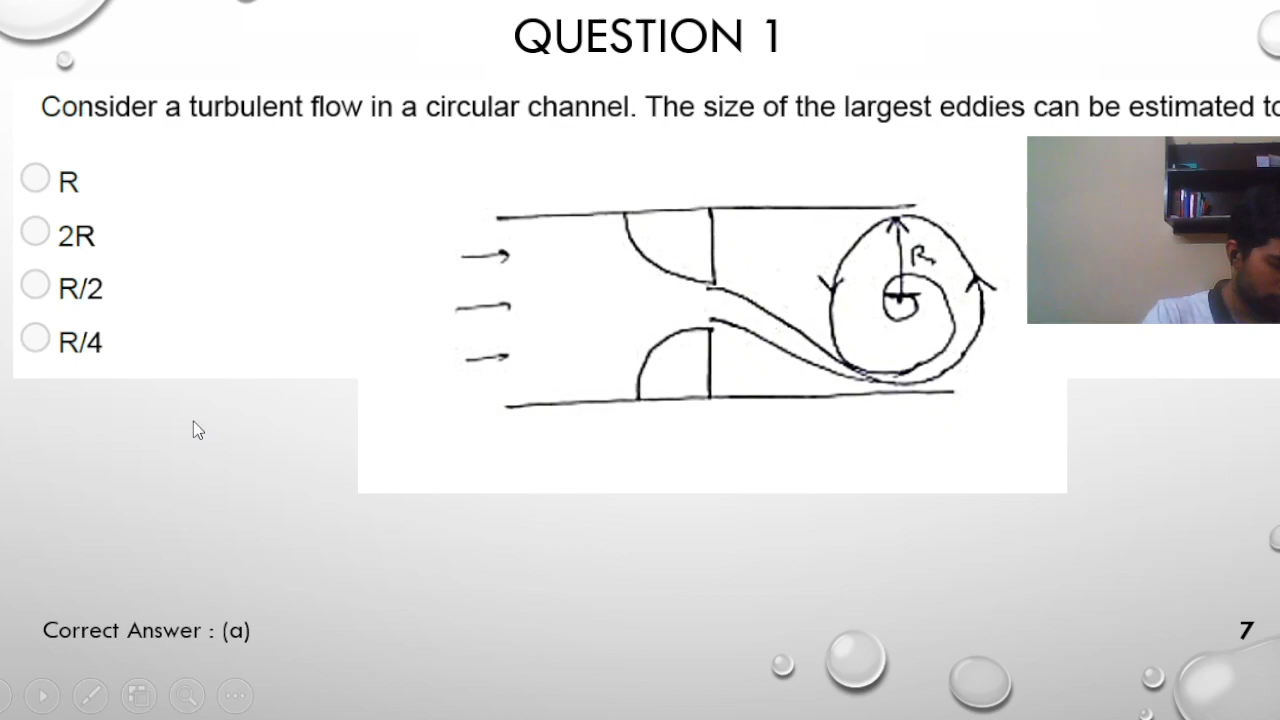 QUESTION 1
Consider a turbulent flow in a circular channel. The size of the largest eddies can be estimated to
R
2R
R/2
R/4
R
Correct Answer : (a)
7